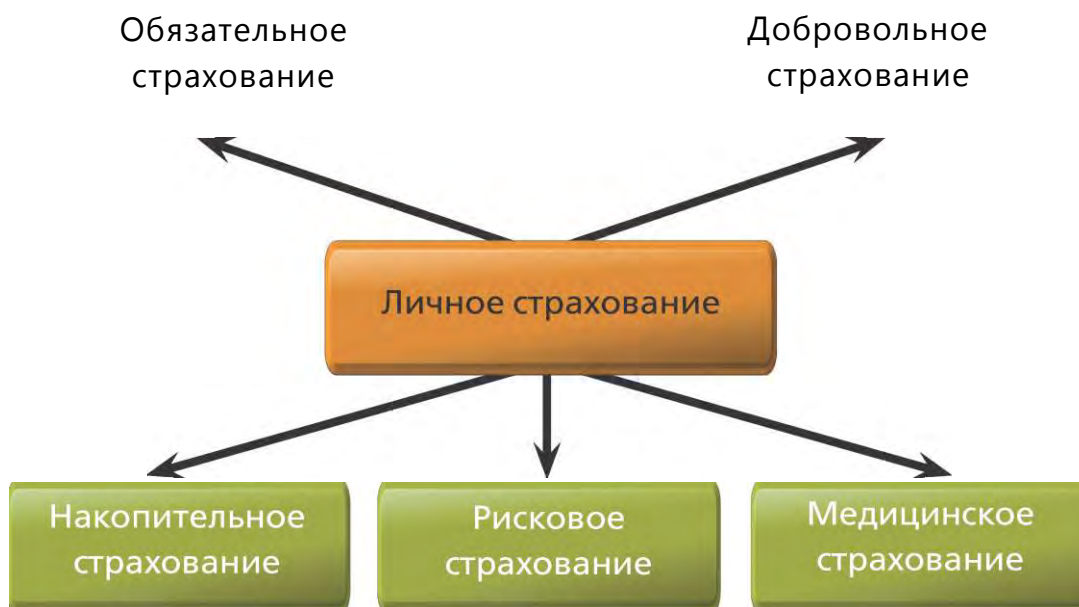 Обязательное
страхование
Добровольное
страхование
Личное страхование
Накопительное
страхование
Рисковое
страхование
Медицинское
страхование